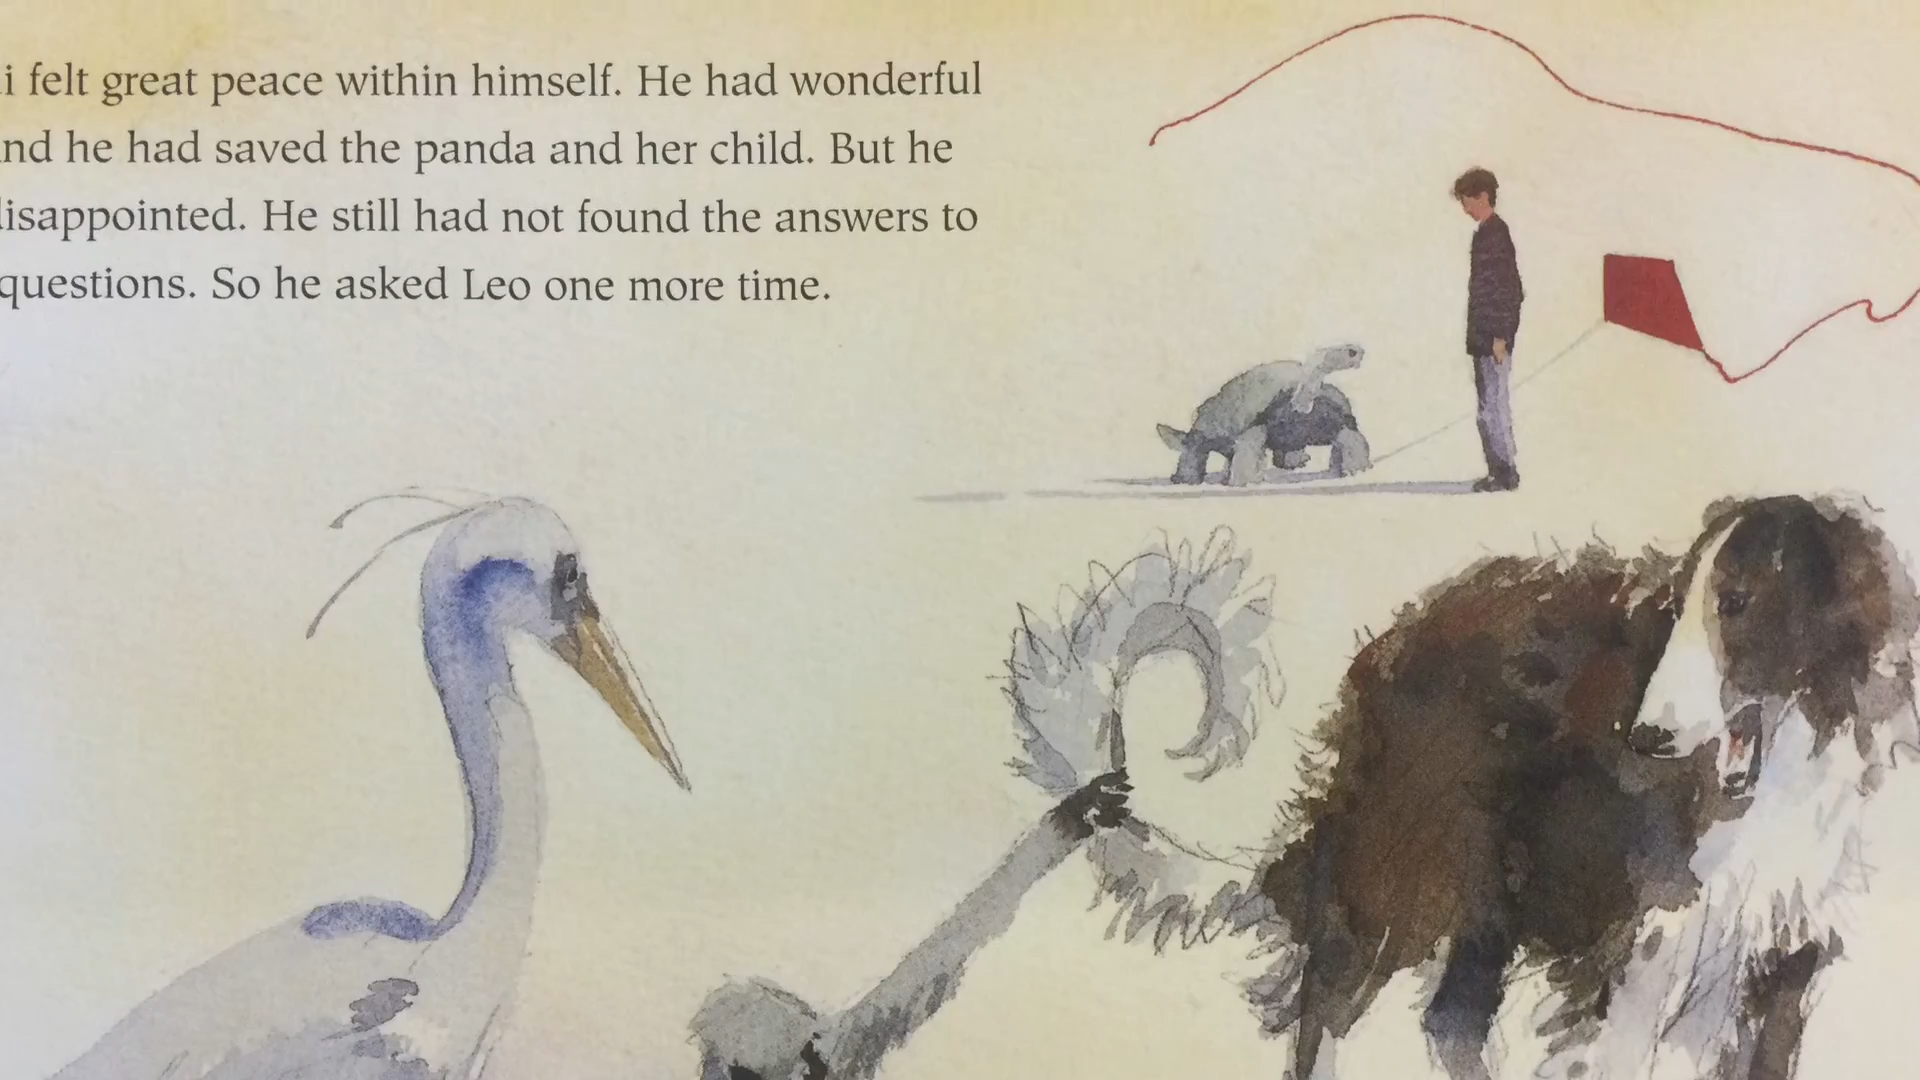 i felt great peace within himself. He had wonderful
nd he had saved the panda and her child. But he
disappointed. He still had not found the answers to
questions. So he asked Leo one more time.